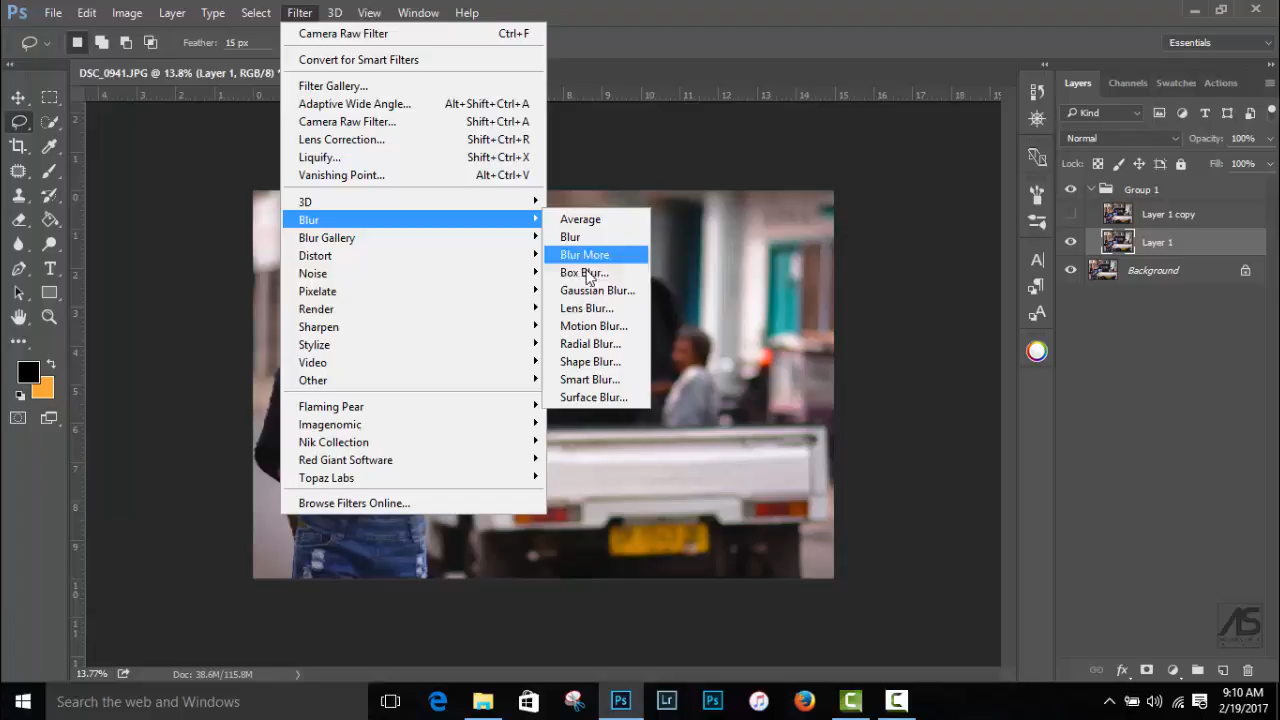 Ps File Edit Image Layer Type Select Filter 3D View Window Help
Feather: 15 px
Essentials
DSC_0941.JPG @ 13.8% (Layer 1, RGB/8)
Camera Raw Filter Ctrl+F
Convert for Smart Filters
Filter Gallery...
Adaptive Wide Angle... Alt+Shift+Ctrl+A
Camera Raw Filter... Shift+Ctrl+A
Lens Correction... Shift+Ctrl+R
Liquify... Shift+Ctrl+X
Vanishing Point... Alt+Ctrl+V
3D
Blur
Blur Gallery
Distort
Noise
Pixelate
Render
Sharpen
Stylize
Video
Other
Flaming Pear
Imagenomic
Nik Collection
Red Giant Software
Topaz Labs
Browse Filters Online...
Average
Blur
Blur More
Box Blur...
Gaussian Blur...
Lens Blur...
Motion Blur...
Radial Blur...
Shape Blur...
Smart Blur...
Surface Blur...
Layers Channels Swatches Actions
Kind
Normal Opacity: 100%
Lock: Fill: 100%
Group 1
Layer 1 copy
Layer 1
Background
AS
13.77% Doc: 38.6M/115.8M
Search the web and Windows
Ps Lr Ps
9:10 AM
2/19/2017